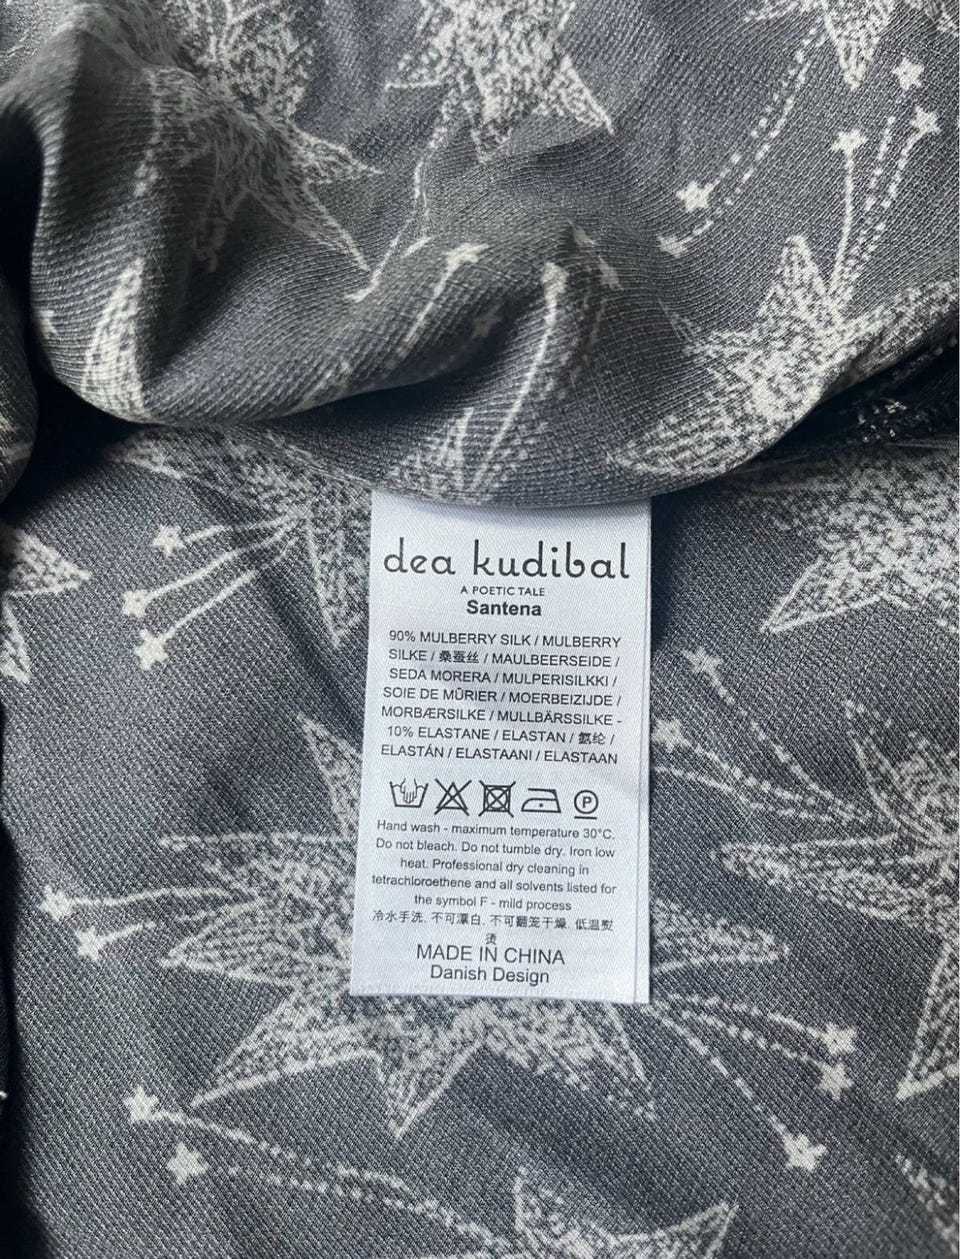 dea kudibal
A POETIC TALE
Santena
90% MULBERRY SILK / MULBERRY
SILKE / 桑蚕丝 / MAULBEERSEIDE /
SEDA MORERA / MULPERISILKKI /
SOIE DE MÛRIER / MOERBEIZIJDE /
MORBÆRSILKE / MULLBÄRSSILKE -
10% ELASTANE / ELASTAN / 氨纶 /
ELASTÁN / ELASTAANI / ELASTAAN
P
Hand wash - maximum temperature 30°C.
Do not bleach. Do not tumble dry. Iron low
heat. Professional dry cleaning in
tetrachloroethene and all solvents listed for
the symbol F - mild process
冷水手洗. 不可漂白. 不可翻笼干燥. 低温熨
烫
MADE IN CHINA
Danish Design